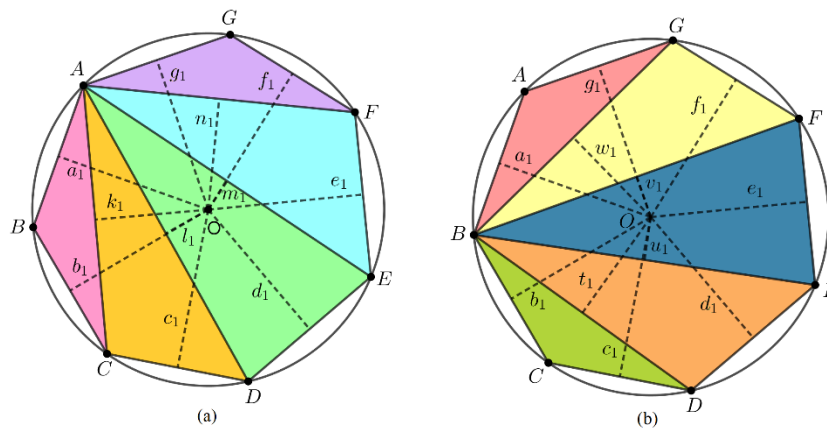 G
A
g₁
f₁
F
n₁
a₁
e₁
k₁
m₁
B
O
l₁
b₁
E
d₁
c₁
C
D
(a)
G
A
g₁
f₁
F
w₁
a₁
v₁
e₁
O
B
u₁
t₁
b₁
d₁
c₁
C
D
(b)